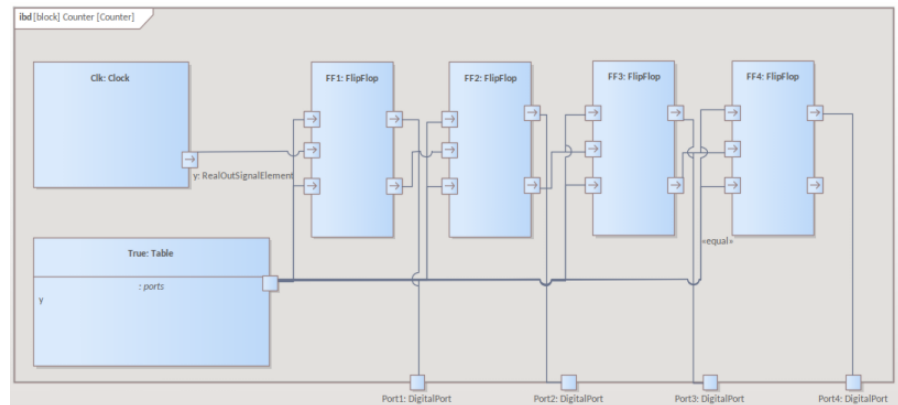 ibd [block] Counter [Counter]
Clk: Clock
FF1: FlipFlop
FF2: FlipFlop
FF3: FlipFlop
FF4: FlipFlop
y: RealOutSignalElement
True: Table
: ports
y
«equal»
Port1: DigitalPort
Port2: DigitalPort
Port3: DigitalPort
Port4: DigitalPort